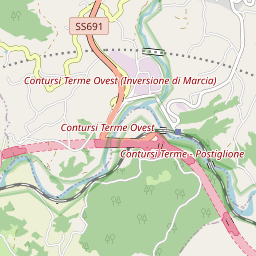 SS691
Contursi Terme Ovest (Inversione di Marcia)
Contursi Terme Ovest
Contursi Terme - Postiglione